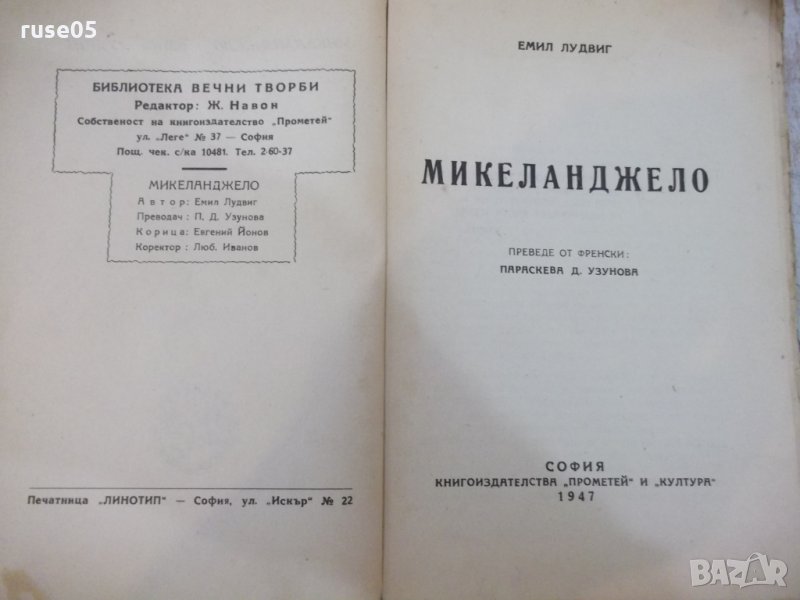 ruse05
БИБЛИОТЕКА ВЕЧНИ ТВОРБИ
Редактор: Ж. Навон
Собственост на книгоиздателство „Прометей"
ул. „Леге" № 37 — София
Пощ. чек. с/ка 10481. Тел. 2-60-37
МИКЕЛАНДЖЕЛО
Автор: Емил Лудвиг
Преводач: П. Д. Узунова
Корица: Евгений Йонов
Коректор: Люб. Иванов
Печатница „ЛИНОТИП" — София, ул. „Искър" № 22
ЕМИЛ ЛУДВИГ
МИКЕЛАНДЖЕЛО
ПРЕВЕДЕ ОТ ФРЕНСКИ:
ПАРАСКЕВА Д. УЗУНОВА
СОФИЯ
КНИГОИЗДАТЕЛСТВА „ПРОМЕТЕЙ" И „КУЛТУРА"
1947
BAZAR